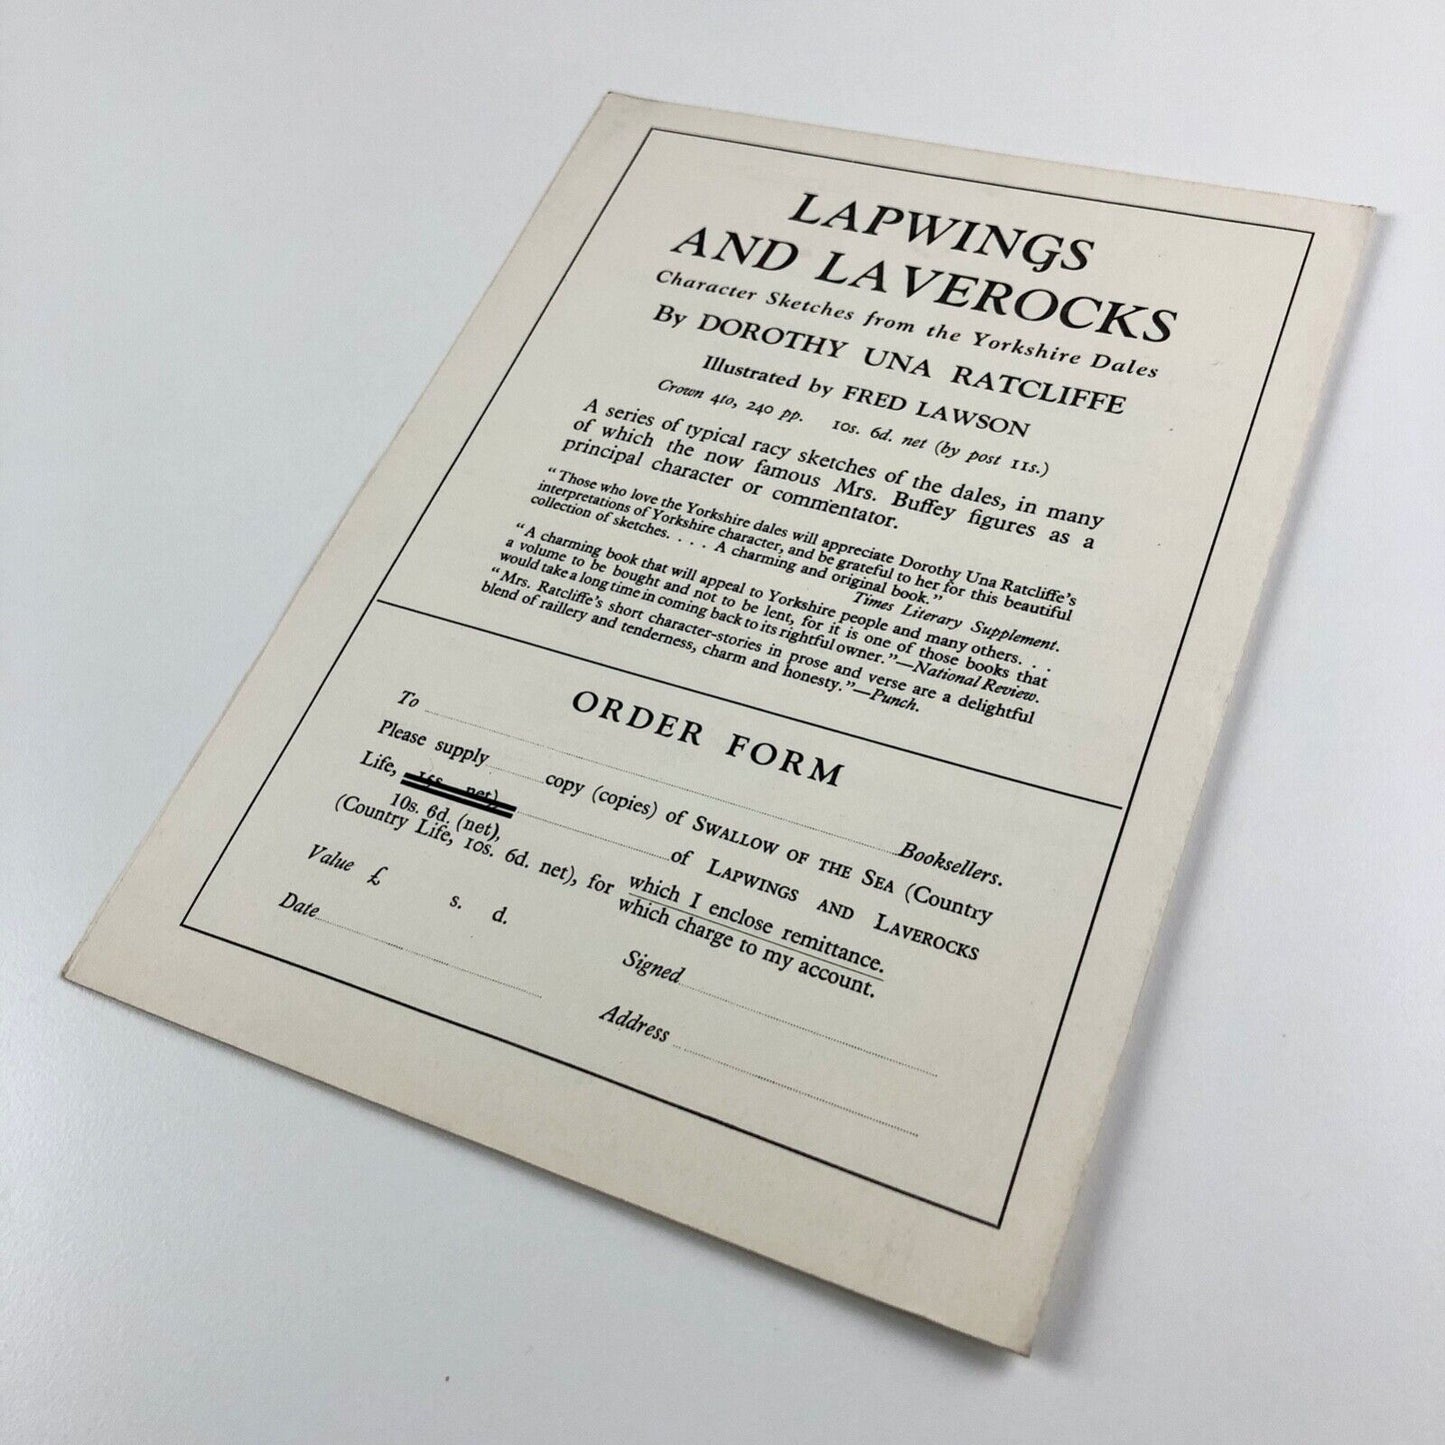 LAPWINGS
AND LAVEROCKS
Character Sketches from the Yorkshire Dales
By DOROTHY UNA RATCLIFFE
Illustrated by FRED LAWSON
Crown 4to, 240 pp. 10s. 6d. net (by post 11s.)
A series of typical racy sketches of the dales, in many
of which the now famous Mrs. Buffey figures as a
principal character or commentator.
“Those who love the Yorkshire dales will appreciate Dorothy Una Ratcliffe's
interpretations of Yorkshire character, and be grateful to her for this beautiful
collection of sketches. . . . A charming and original book.”
Times Literary Supplement.
“A charming book that will appeal to Yorkshire people and many others. . .
a volume to be bought and not to be lent, for it is one of those books that
would take a long time in coming back to its rightful owner.”—National Review.
“Mrs. Ratcliffe's short character-stories in prose and verse are a delightful
blend of raillery and tenderness, charm and honesty.”—Punch.
ORDER FORM
To Booksellers.
Please supply copy (copies) of SWALLOW OF THE SEA (Country
Life, net), of LAPWINGS AND LAVEROCKS
10s. 6d. (net),
(Country Life, 10s. 6d. net), for which I enclose remittance.
which charge to my account.
Value £ s. d.
Signed
Date
Address